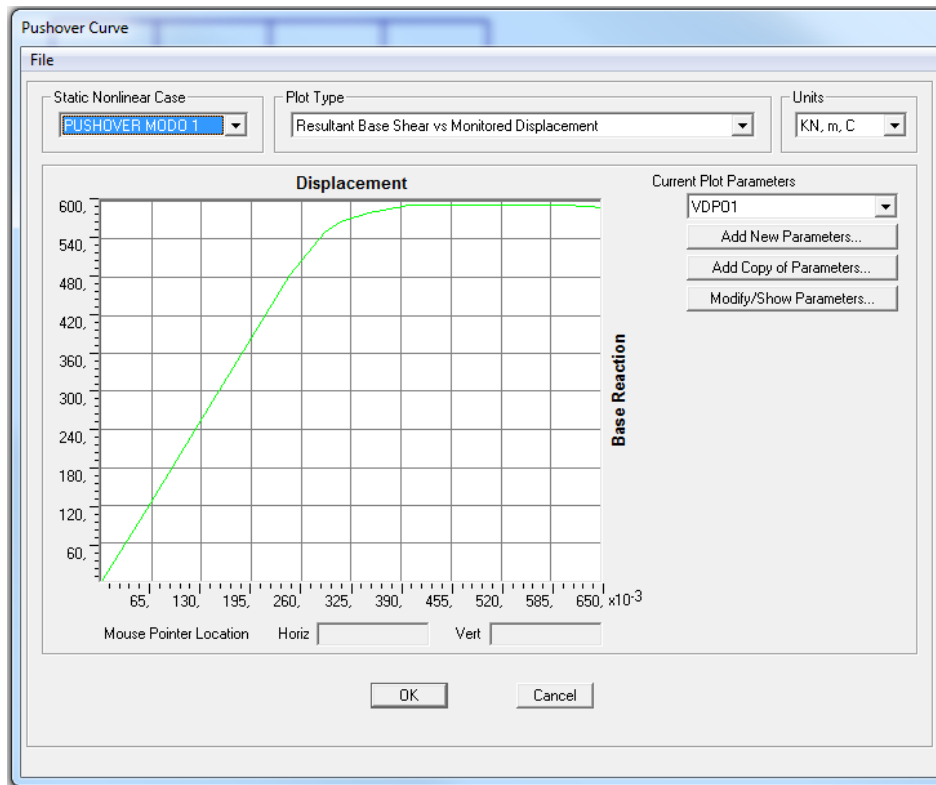 Pushover Curve
File
Static Nonlinear Case
PUSHOVER MODO 1
Plot Type
Resultant Base Shear vs Monitored Displacement
Units
KN, m, C
Displacement
600,
540,
480,
420,
360,
300,
240,
180,
120,
60,
65, 130, 195, 260, 325, 390, 455, 520, 585, 650, x10-3
Base Reaction
Current Plot Parameters
VDPO1
Add New Parameters...
Add Copy of Parameters...
Modify/Show Parameters...
Mouse Pointer Location Horiz Vert
OK Cancel